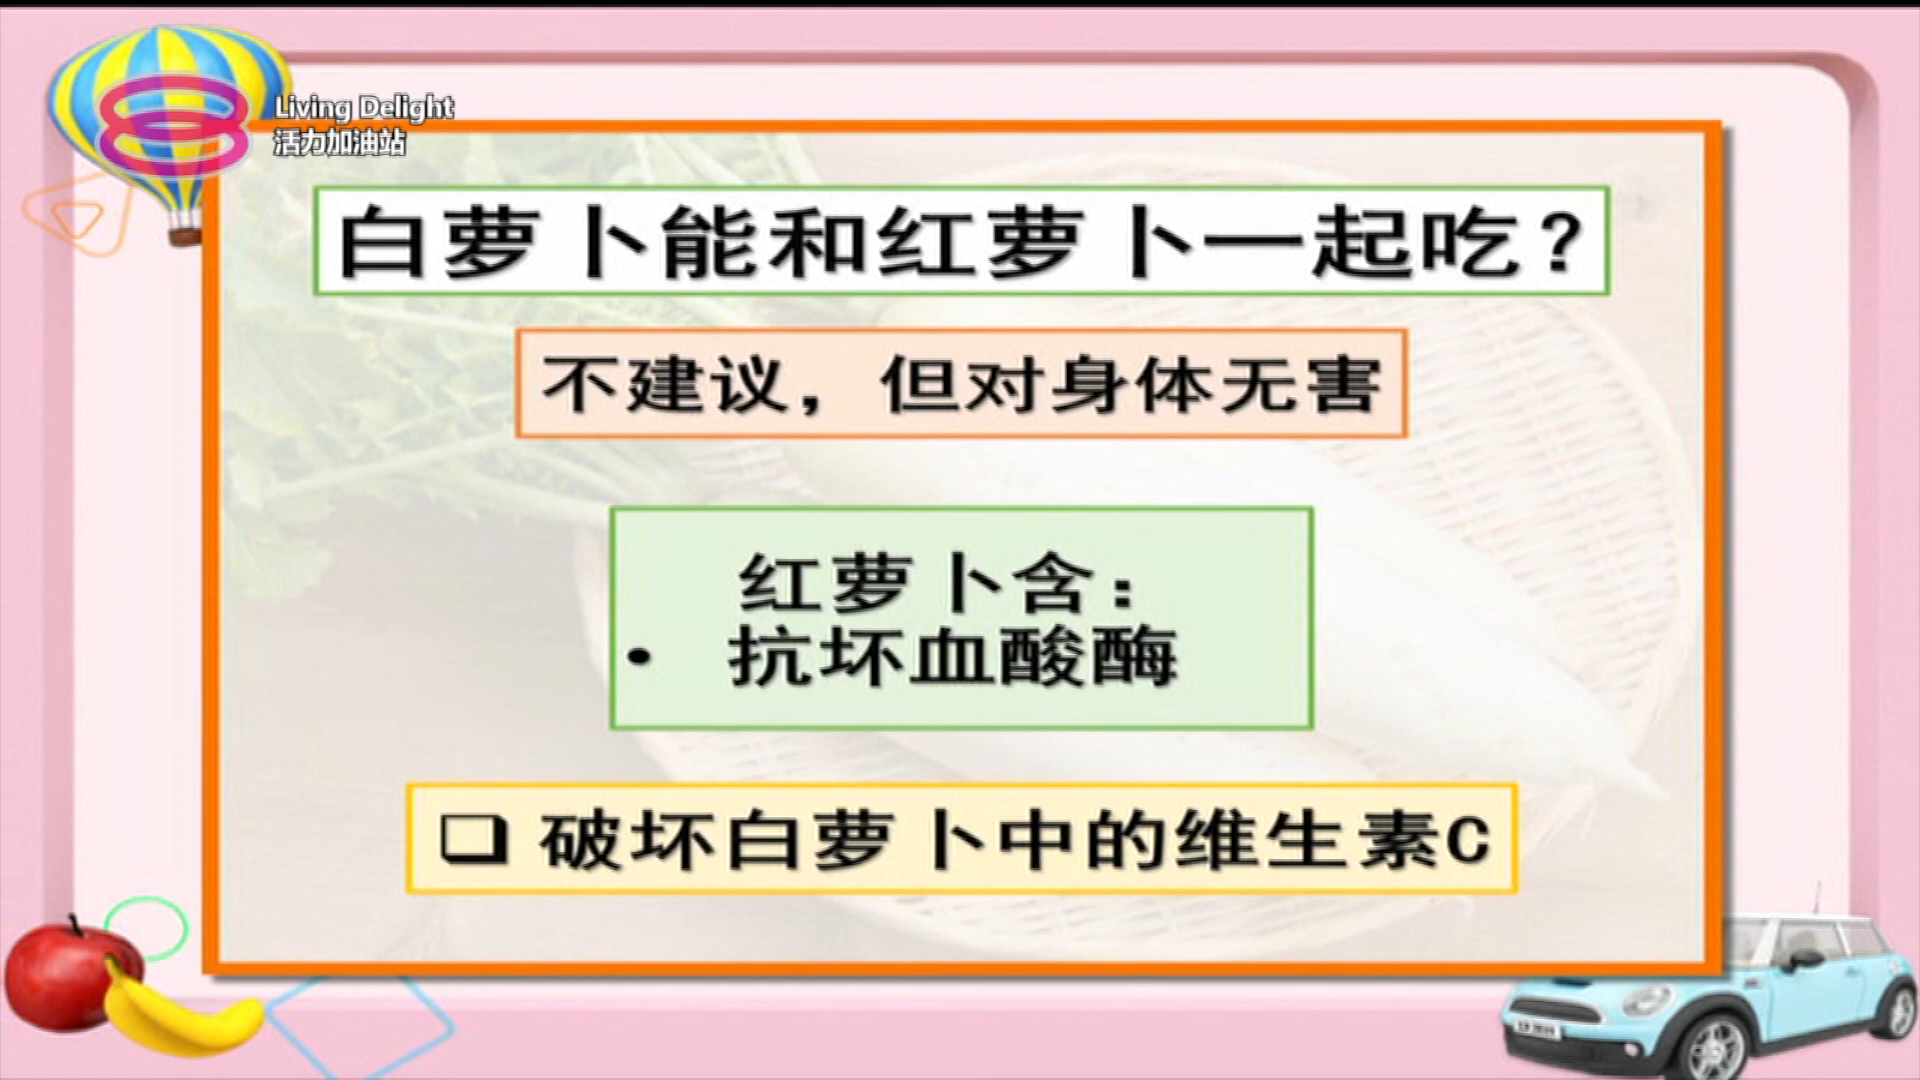 Living Delight
活力加油站
白萝卜能和红萝卜一起吃？
不建议，但对身体无害
红萝卜含：
• 抗坏血酸酶
❑ 破坏白萝卜中的维生素C